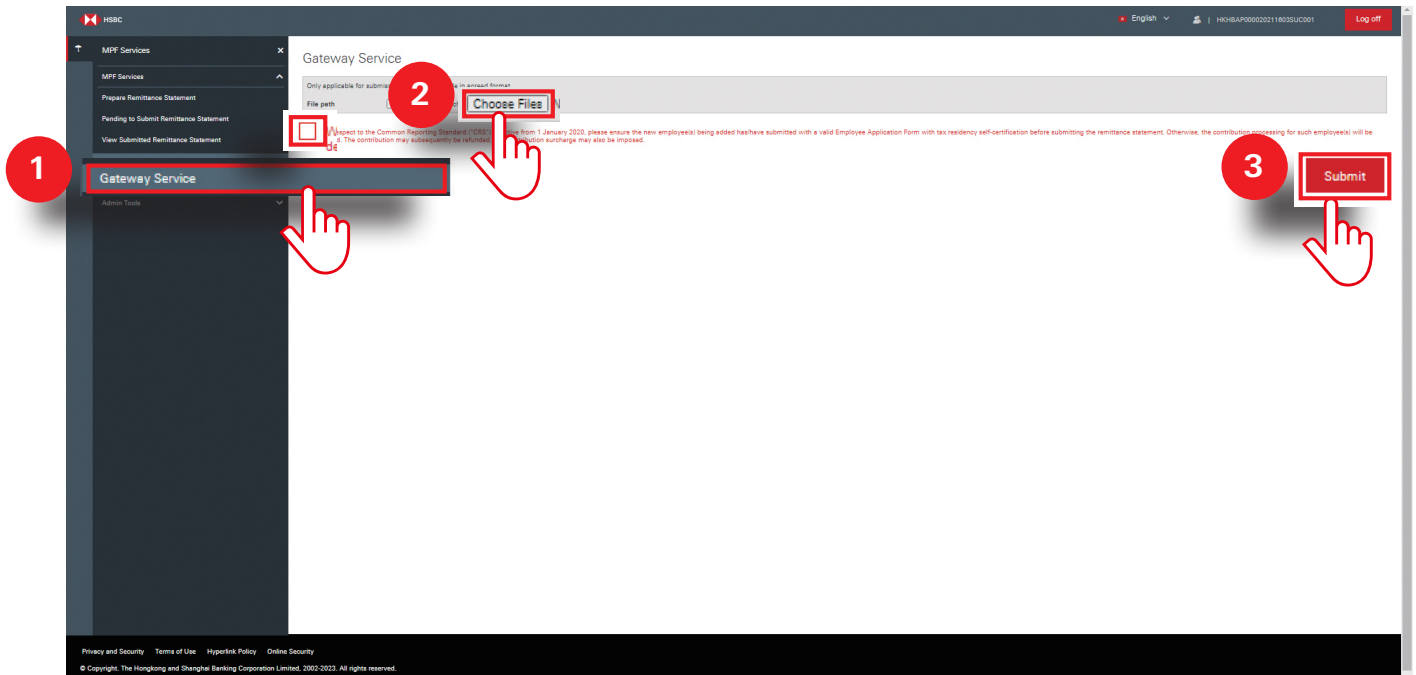 HSBC
English
HKHBAP000020211803SUC001
Log off
MPF Services
MPF Services
Prepare Remittance Statement
Pending to Submit Remittance Statement
View Submitted Remittance Statement
1
Gateway Service
Admin Tools
Gateway Service
Only applicable for in agreed format
File path
2
Choose Files
spect to the Common Reporting Standard ("CRS") from 1 January 2020, please ensure the new employee(s) being added has/have submitted with a valid Employee Application Form with tax residency self-certification before submitting the remittance statement. Otherwise, the contribution processing for such employee(s) will be
de d. The contribution may subsequently be refunded, surcharge may also be imposed.
3
Submit
Privacy and Security Terms of Use Hyperlink Policy Online Security
© Copyright. The Hongkong and Shanghai Banking Corporation Limited, 2002-2023. All rights reserved.